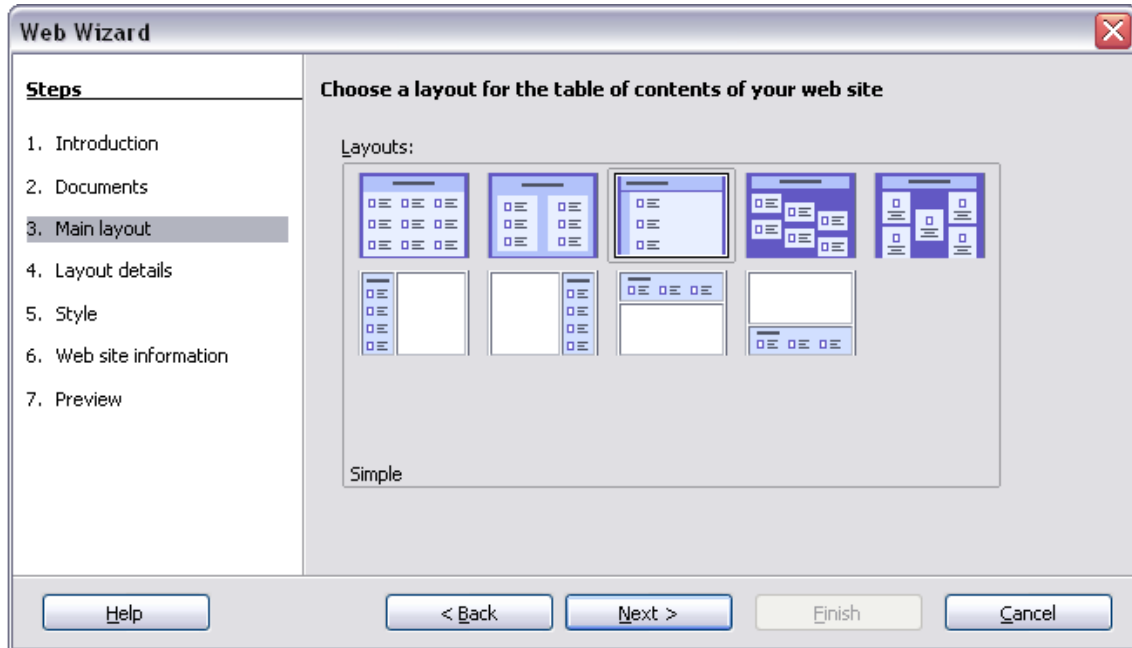 Web Wizard
Steps
1. Introduction
2. Documents
3. Main layout
4. Layout details
5. Style
6. Web site information
7. Preview
Choose a layout for the table of contents of your web site
Layouts:
Simple
Help
< Back
Next >
Finish
Cancel